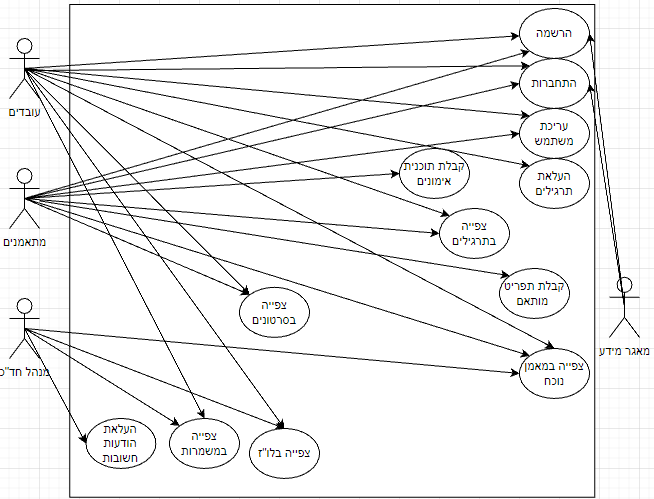 הרשמה
התחברות
עובדים
עריכת
משתמש
קבלת תוכנית
אימונים
העלאת
תרגילים
מתאמנים
צפייה
בתרגילים
קבלת תפריט
מותאם
צפייה
בסרטונים
מאגר מידע
מנהל חד"כ
צפייה במאמן
נוכח
העלאת
הודעות
חשובות
צפייה
במשמרות
צפייה בלו"ז